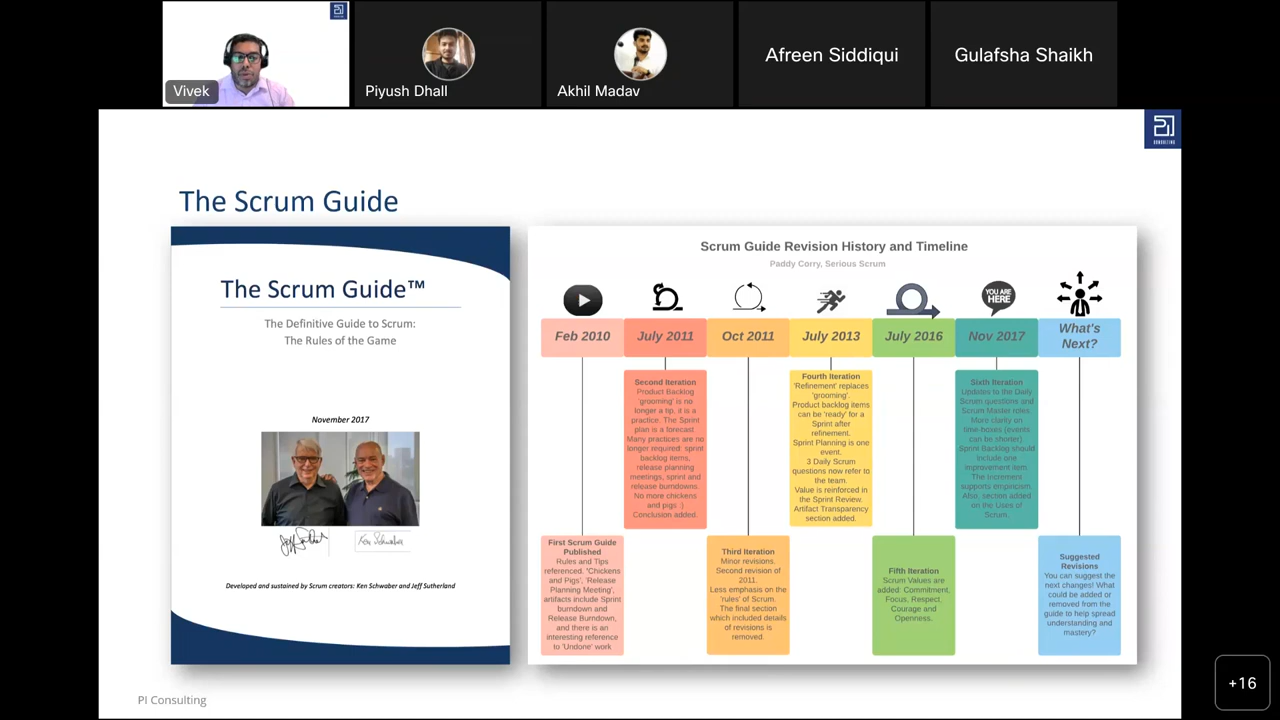 Vivek
Piyush Dhall
Akhil Madav
Afreen Siddiqui
Gulafsha Shaikh
CONSULTING
The Scrum Guide
The Scrum Guide™
The Definitive Guide to Scrum:
The Rules of the Game
November 2017
Developed and sustained by Scrum creators: Ken Schwaber and Jeff Sutherland
Scrum Guide Revision History and Timeline
Paddy Corry, Serious Scrum
YOU ARE
HERE
Feb 2010
July 2011
Oct 2011
July 2013
July 2016
Nov 2017
What's
Next?
First Scrum Guide
Published
Rules and Tips
referenced. 'Chickens
and Pigs', 'Release
Planning Meeting',
artifacts include Sprint
burndown and
Release Burndown,
and there is an
interesting reference
to 'Undone' work
Second Iteration
Product Backlog
'grooming' is no
longer a tip, it is a
practice. The Sprint
plan is a forecast
Many practices are no
longer required: sprint
backlog items,
release planning
meetings, sprint and
release burndowns.
No more chickens
and pigs :)
Conclusion added.
Third Iteration
Minor revisions.
Second revision of
2011.
Less emphasis on the
'rules' of Scrum.
The final section
which included details
of revisions is
removed.
Fourth Iteration
'Refinement' replaces
'grooming'.
Product backlog items
can be 'ready' for a
Sprint after
refinement.
Sprint Planning is one
event.
3 Daily Scrum
questions now refer to
the team.
Value is reinforced in
the Sprint Review.
Artifact Transparency
section added.
Fifth Iteration
Scrum Values are
added: Commitment,
Focus, Respect,
Courage and
Openness.
Sixth Iteration
Updates to the Daily
Scrum questions and
Scrum Master roles
More clarity on
time-boxes (events
can be shorter)
Sprint Backlog should
include one
improvement item.
The Increment
supports empiricism.
Also, section added
on the Uses of
Scrum.
Suggested
Revisions
You can suggest the
next changes! What
could be added or
removed from the
guide to help spread
understanding and
mastery?
PI Consulting
+16